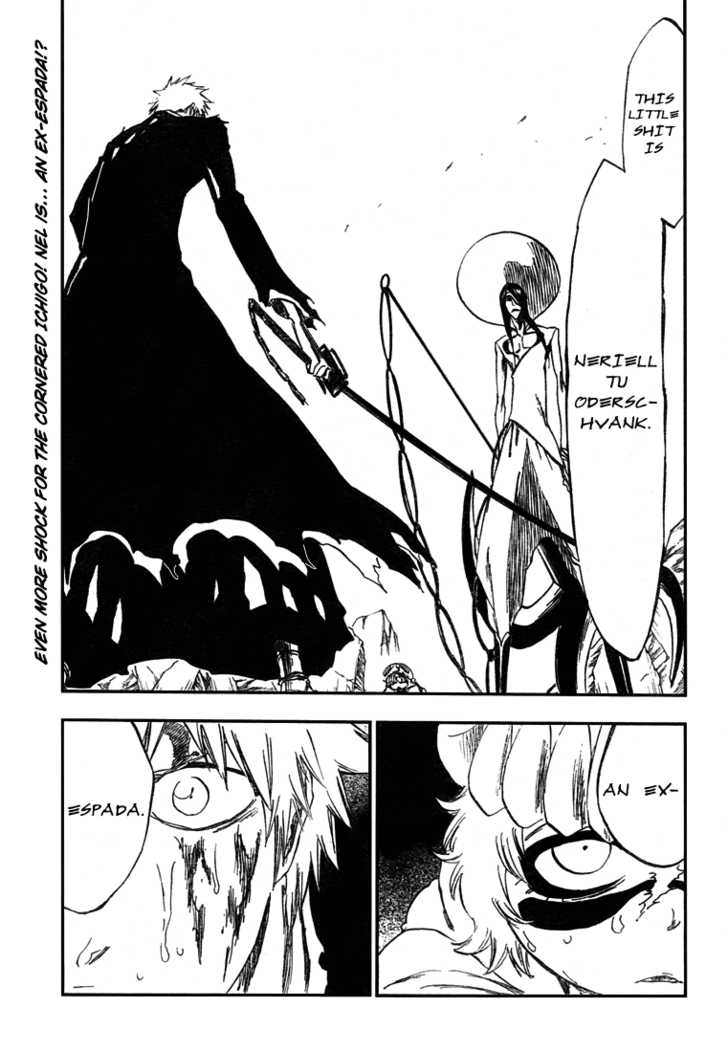 EVEN MORE SHOCK FOR THE CORNERED ICHIGO! NEL IS... AN EX-ESPADA!?
THIS
LITTLE
SHIT
IS
NERIELL
TU
ODERSC-
HVANK.
AN EX-
ESPADA.